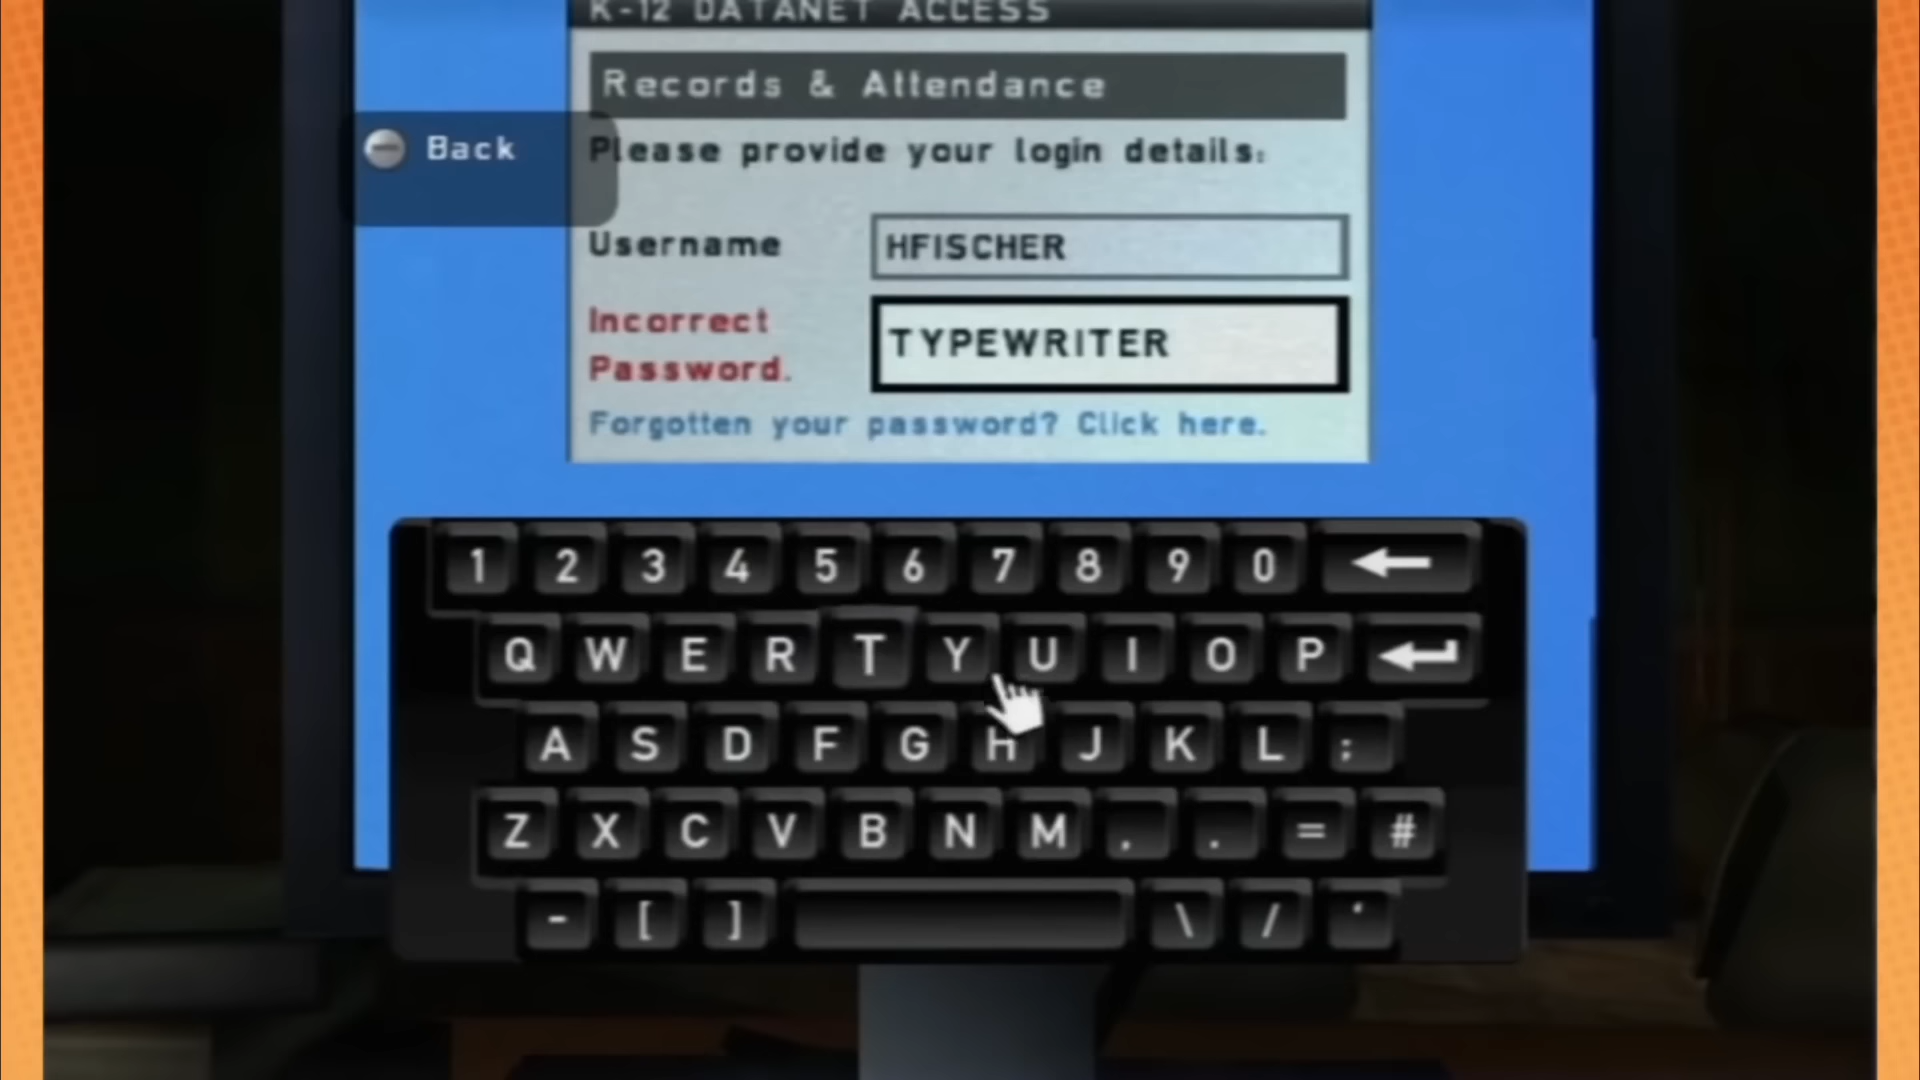 K-12 DATANET ACCESS
Records & Attendance
Back
Please provide your login details:
Username
HFISCHER
Incorrect
Password.
TYPEWRITER
Forgotten your password? Click here.
1 2 3 4 5 6 7 8 9 0
Q W E R T Y U I O P
A S D F G H J K L ;
Z X C V B N M , . = #
- [ ] \ / '